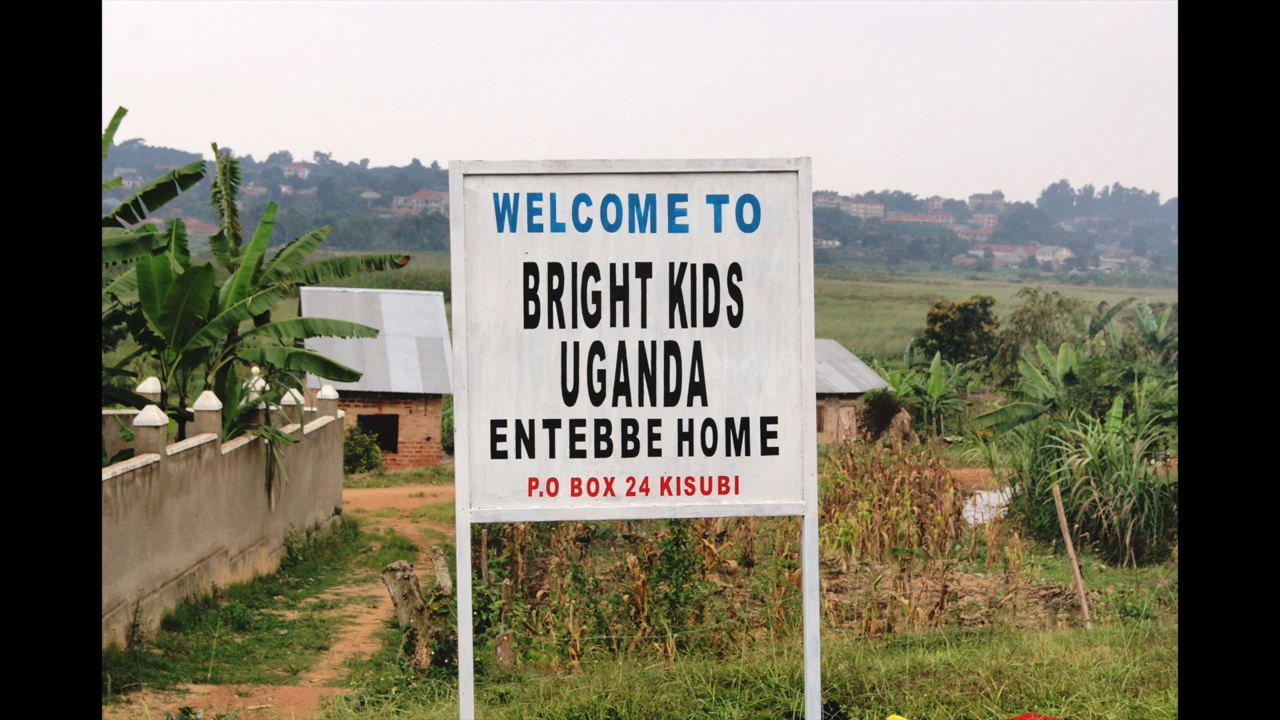 WELCOME TO
BRIGHT KIDS
UGANDA
ENTEBBE HOME
P.O BOX 24 KISUBI